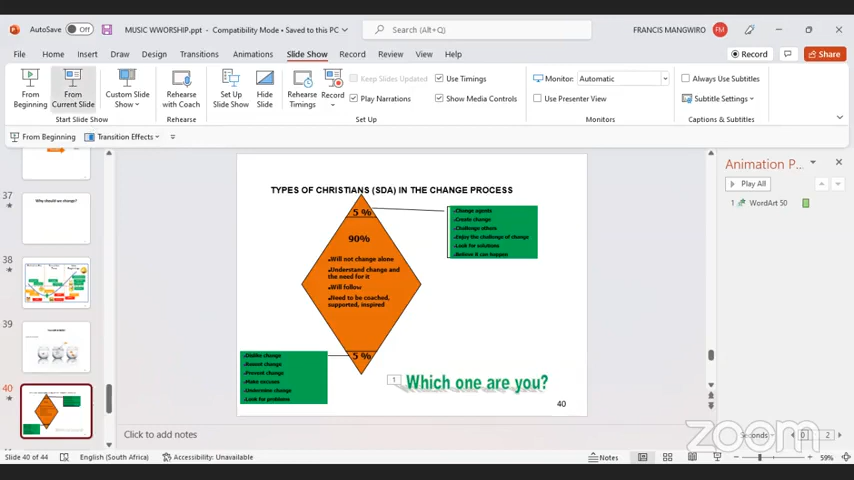 AutoSave Off MUSIC WWORSHIP.ppt - Compatibility Mode • Saved to this PC Search (Alt+Q) FRANCIS MANGWIRO FM
File Home Insert Draw Design Transitions Animations Slide Show Record Review View Help Record Share
From Beginning
From Current Slide
Custom Slide Show
Rehearse with Coach
Set Up Slide Show
Hide Slide
Rehearse Timings
Record
Keep Slides Updated
Play Narrations
Use Timings
Show Media Controls
Monitor: Automatic
Use Presenter View
Always Use Subtitles
Subtitle Settings
Start Slide Show Rehearse Set Up Monitors Captions & Subtitles
From Beginning Transition Effects
37
Why should we change?
38
39
40
TYPES OF CHRISTIANS (SDA) IN THE CHANGE PROCESS
5 %
Change agents
Create change
Challenge others
Enjoy the challenge of change
Look for solutions
Believe it can happen
90%
Will not change alone
Understand change and
the need for it
Will follow
Need to be coached,
supported, inspired
5 %
Dislike change
Resent change
Prevent change
Make excuses
Undermine change
Look for problems
1
Which one are you?
40
Animation P...
Play All
1 WordArt 50
Click to add notes
zoom
Seconds 0 2
Slide 40 of 44 English (South Africa) Accessibility: Unavailable Notes 59%